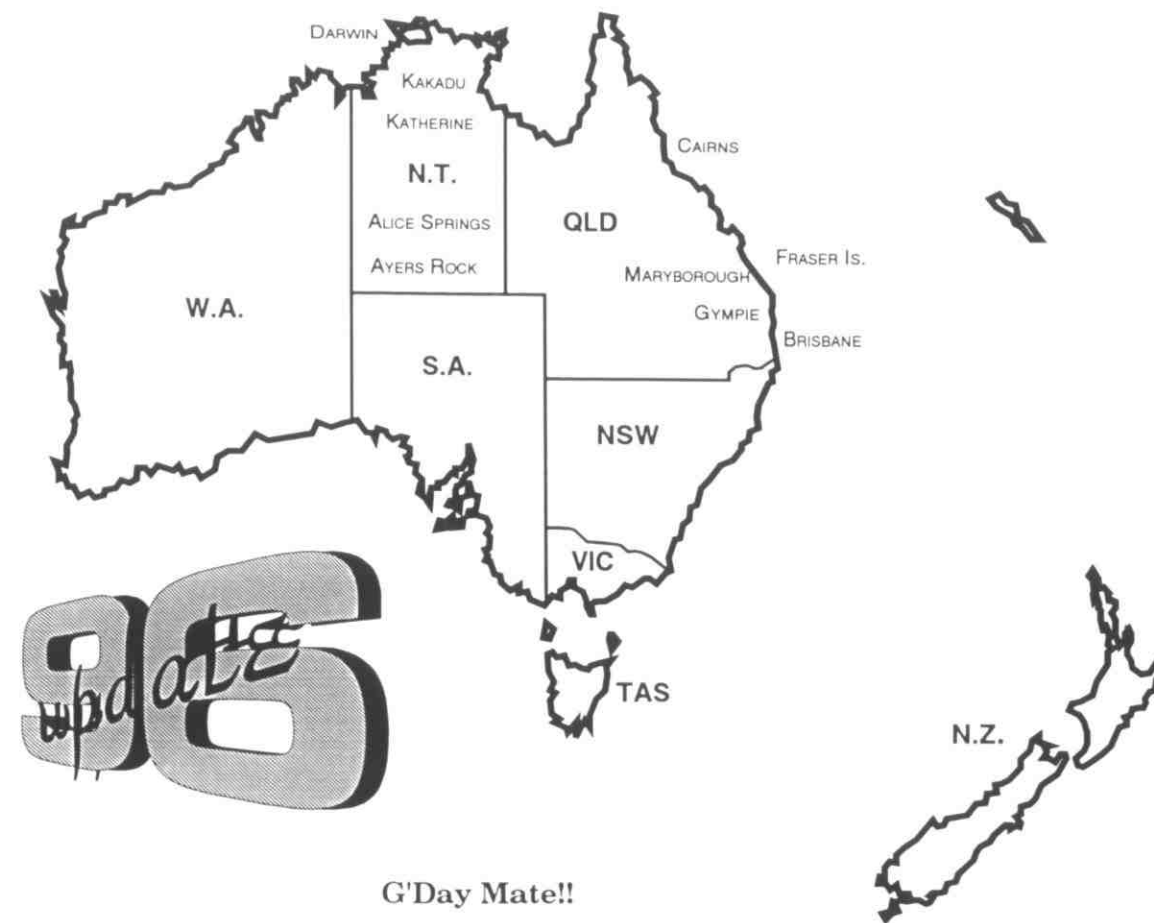 DARWIN
KAKADU
KATHERINE
CAIRNS
N.T.
ALICE SPRINGS
QLD
AYERS ROCK
FRASER IS.
MARYBOROUGH
W.A.
GYMPIE
BRISBANE
S.A.
NSW
VIC
96
update
TAS
N.Z.
G'Day Mate!!